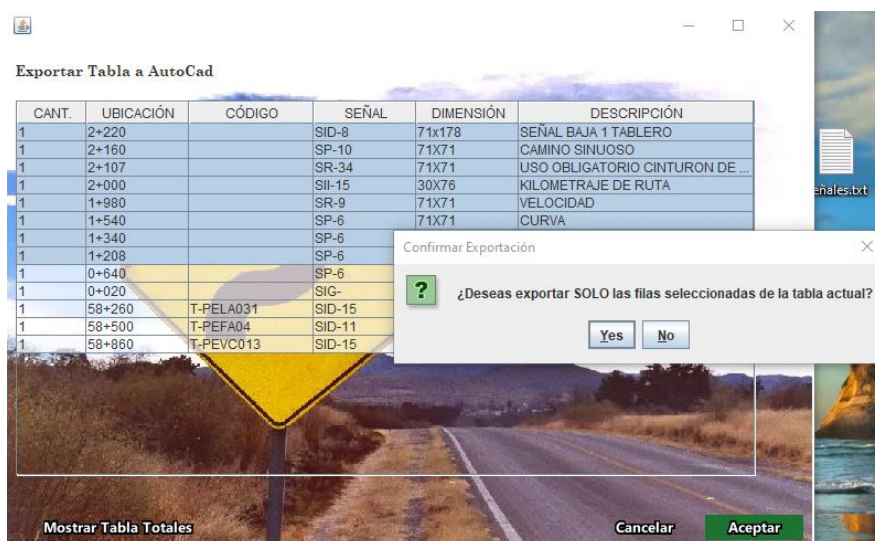 Exportar Tabla a AutoCad
CANT. UBICACIÓN CÓDIGO SEÑAL DIMENSIÓN DESCRIPCIÓN
1 2+220 SID-8 71x178 SEÑAL BAJA 1 TABLERO
1 2+160 SP-10 71X71 CAMINO SINUOSO
1 2+107 SR-34 71X71 USO OBLIGATORIO CINTURON DE ...
1 2+000 SII-15 30X76 KILOMETRAJE DE RUTA
1 1+980 SR-9 71X71 VELOCIDAD
1 1+540 SP-6 71X71 CURVA
1 1+340 SP-6
1 1+208 SP-6
1 0+640 SP-6
1 0+020 SIG-
1 58+260 T-PELA031 SID-15
1 58+500 T-PEFA04 SID-11
1 58+860 T-PEVC013 SID-15
Confirmar Exportación
¿Deseas exportar SOLO las filas seleccionadas de la tabla actual?
Yes No
eñales.txt
Mostrar Tabla Totales Cancelar Aceptar